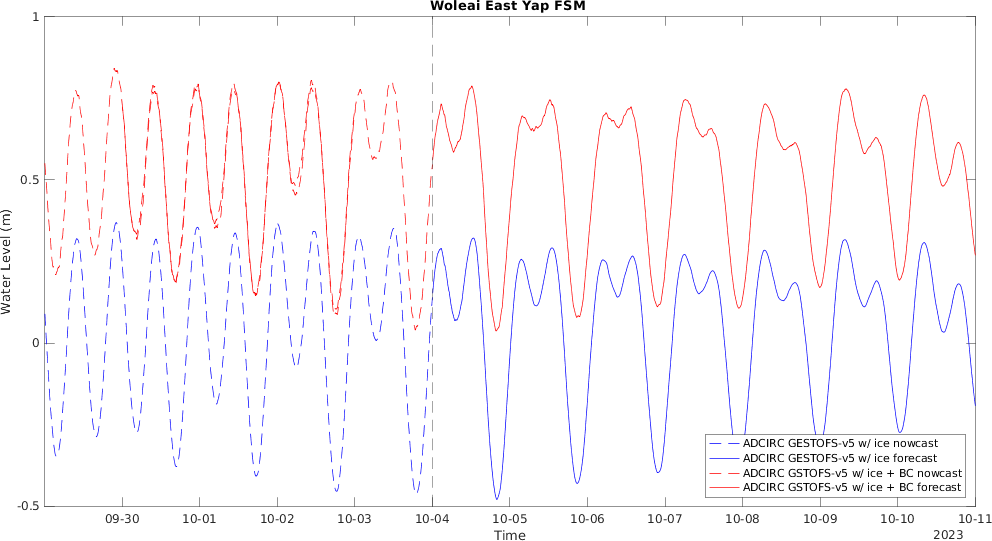 Woleai East Yap FSM
1
0.5
0
-0.5
Water Level (m)
09-30 10-01 10-02 10-03 10-04 10-05 10-06 10-07 10-08 10-09 10-10 10-11
Time
2023
ADCIRC GESTOFS-v5 w/ ice nowcast
ADCIRC GESTOFS-v5 w/ ice forecast
ADCIRC GSTOFS-v5 w/ ice + BC nowcast
ADCIRC GSTOFS-v5 w/ ice + BC forecast